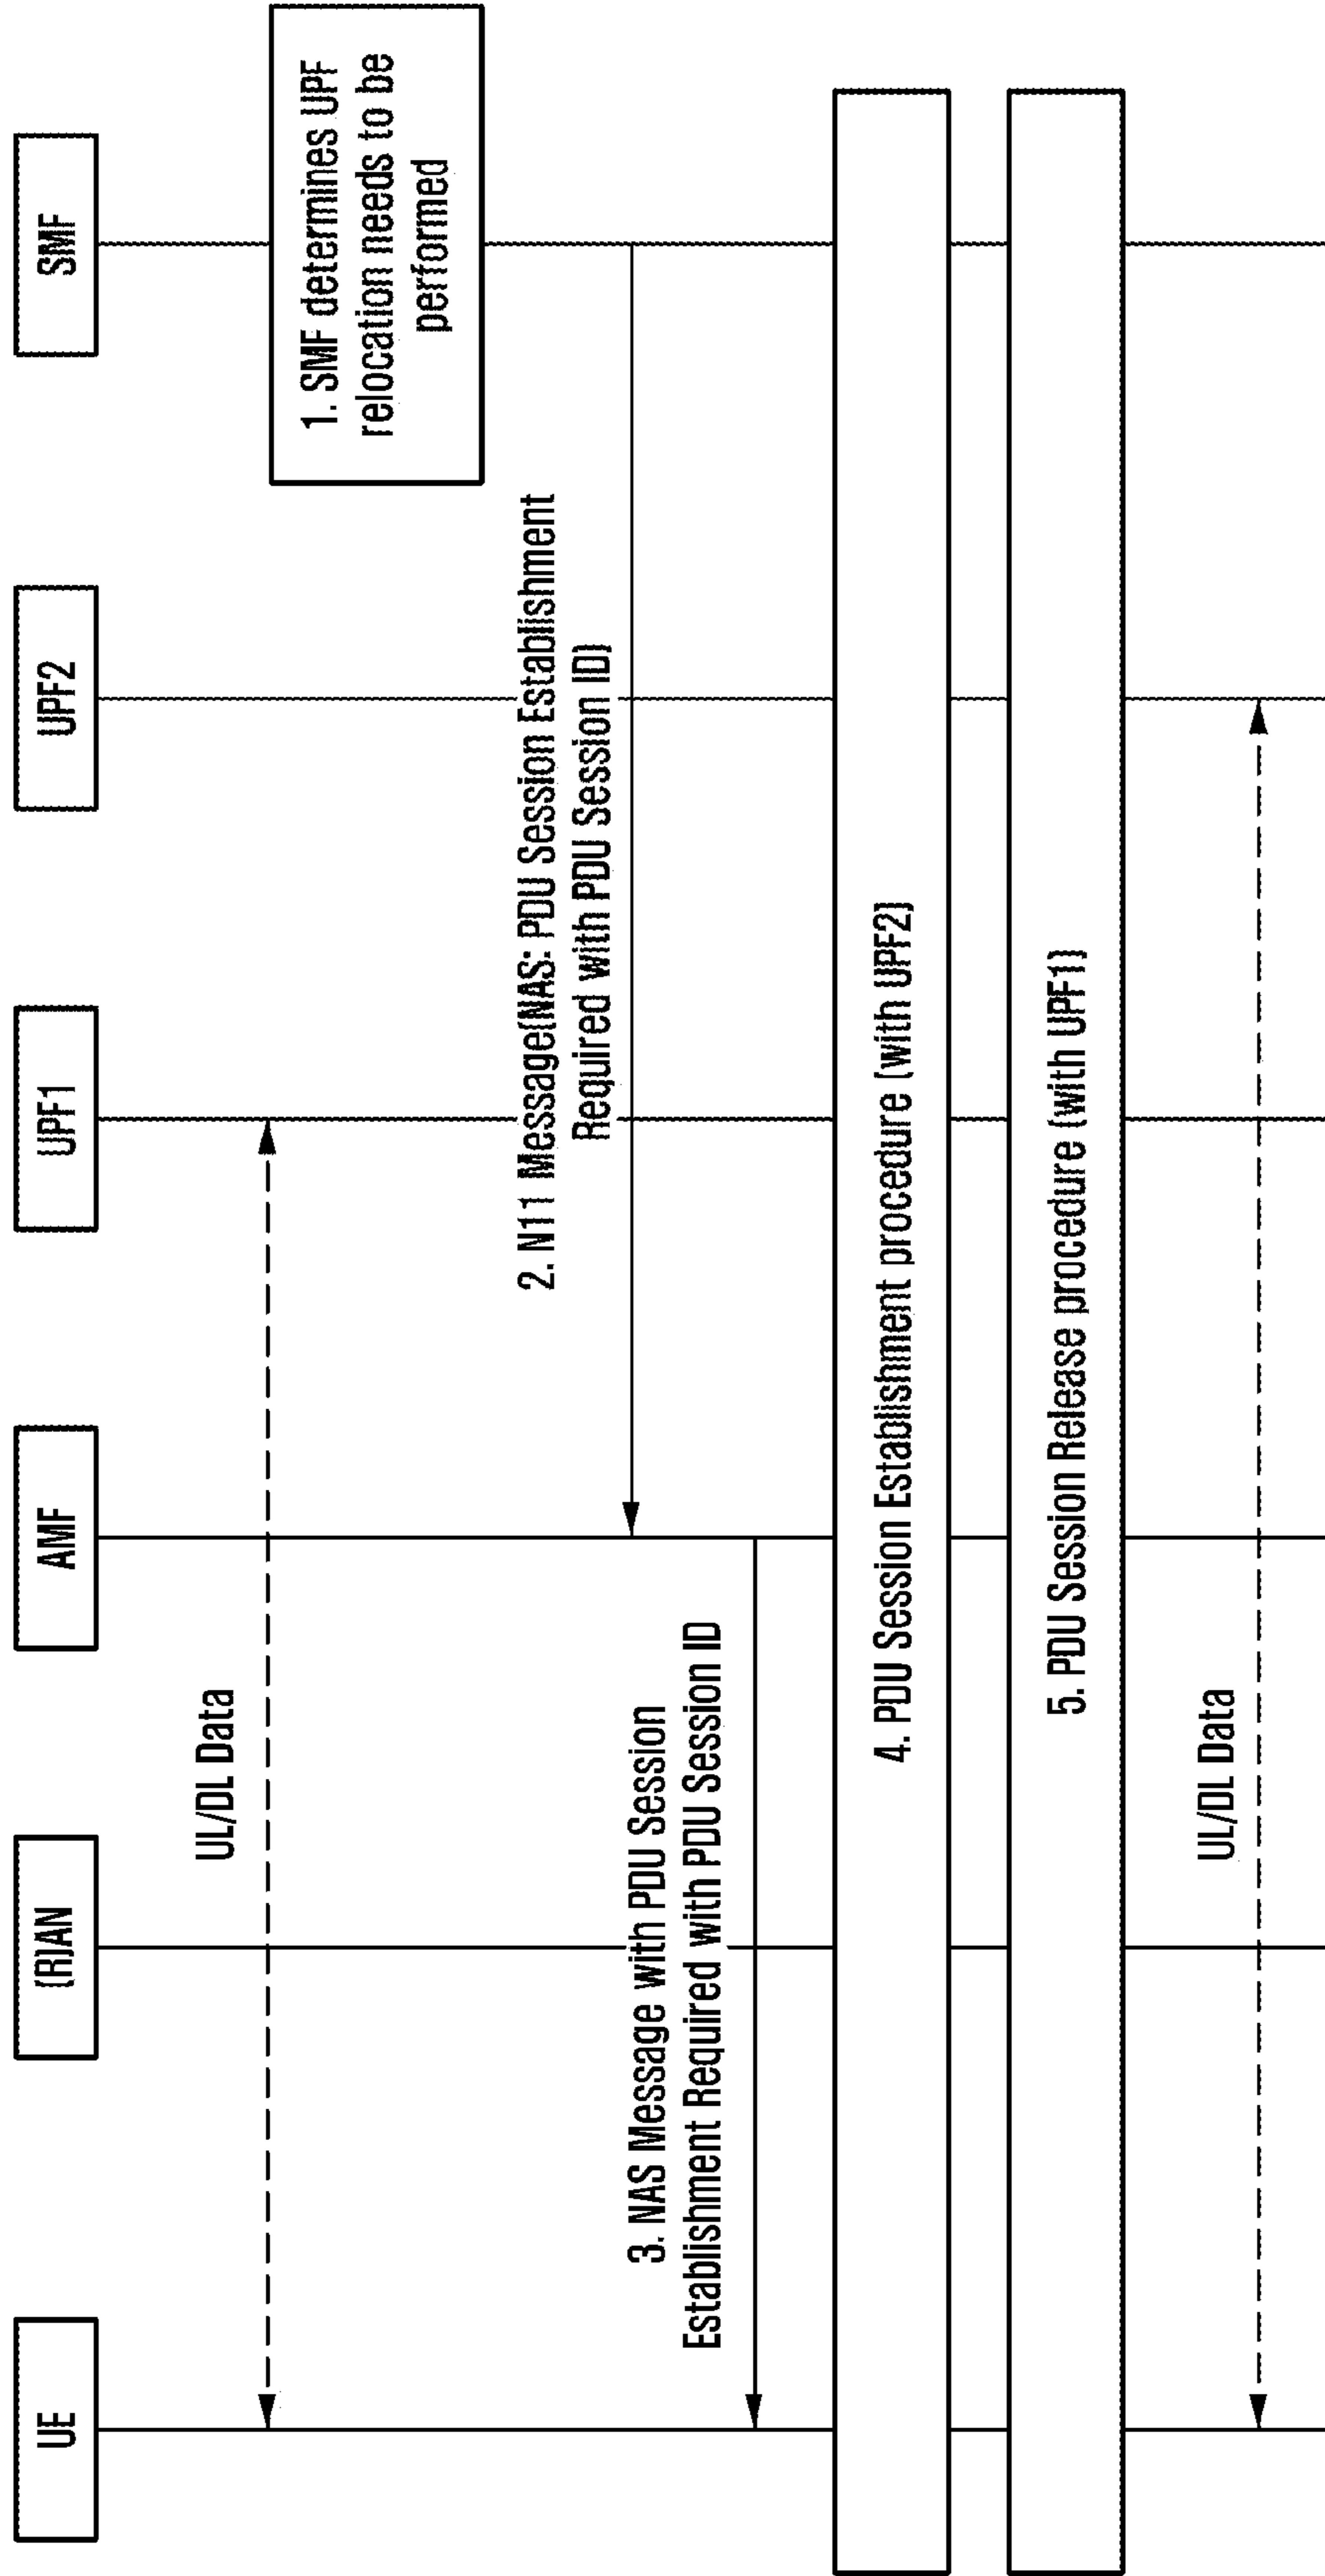 UE
(R)AN
AMF
UPF1
UPF2
SMF
UL/DL Data
1. SMF determines UPF
relocation needs to be
performed
2. N11 Message(NAS: PDU Session Establishment
Required with PDU Session ID)
3. NAS Message with PDU Session
Establishment Required with PDU Session ID
4. PDU Session Establishment procedure (with UPF2)
5. PDU Session Release procedure (with UPF1)
UL/DL Data